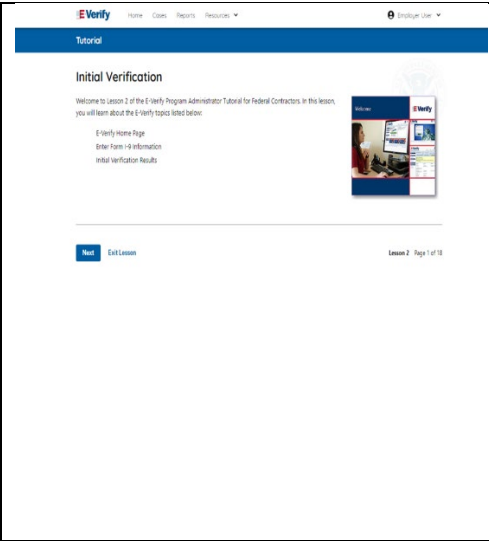 E-Verify Home Cases Reports Resources Employer User
Tutorial
Initial Verification
Welcome to Lesson 2 of the E-Verify Program Administrator Tutorial for Federal Contractors. In this lesson,
you will learn about the E-Verify topics listed below:
E-Verify Home Page
Enter Form I-9 Information
Initial Verification Results
Welcome E-Verify
Next Exit Lesson Lesson 2 Page 1 of 18